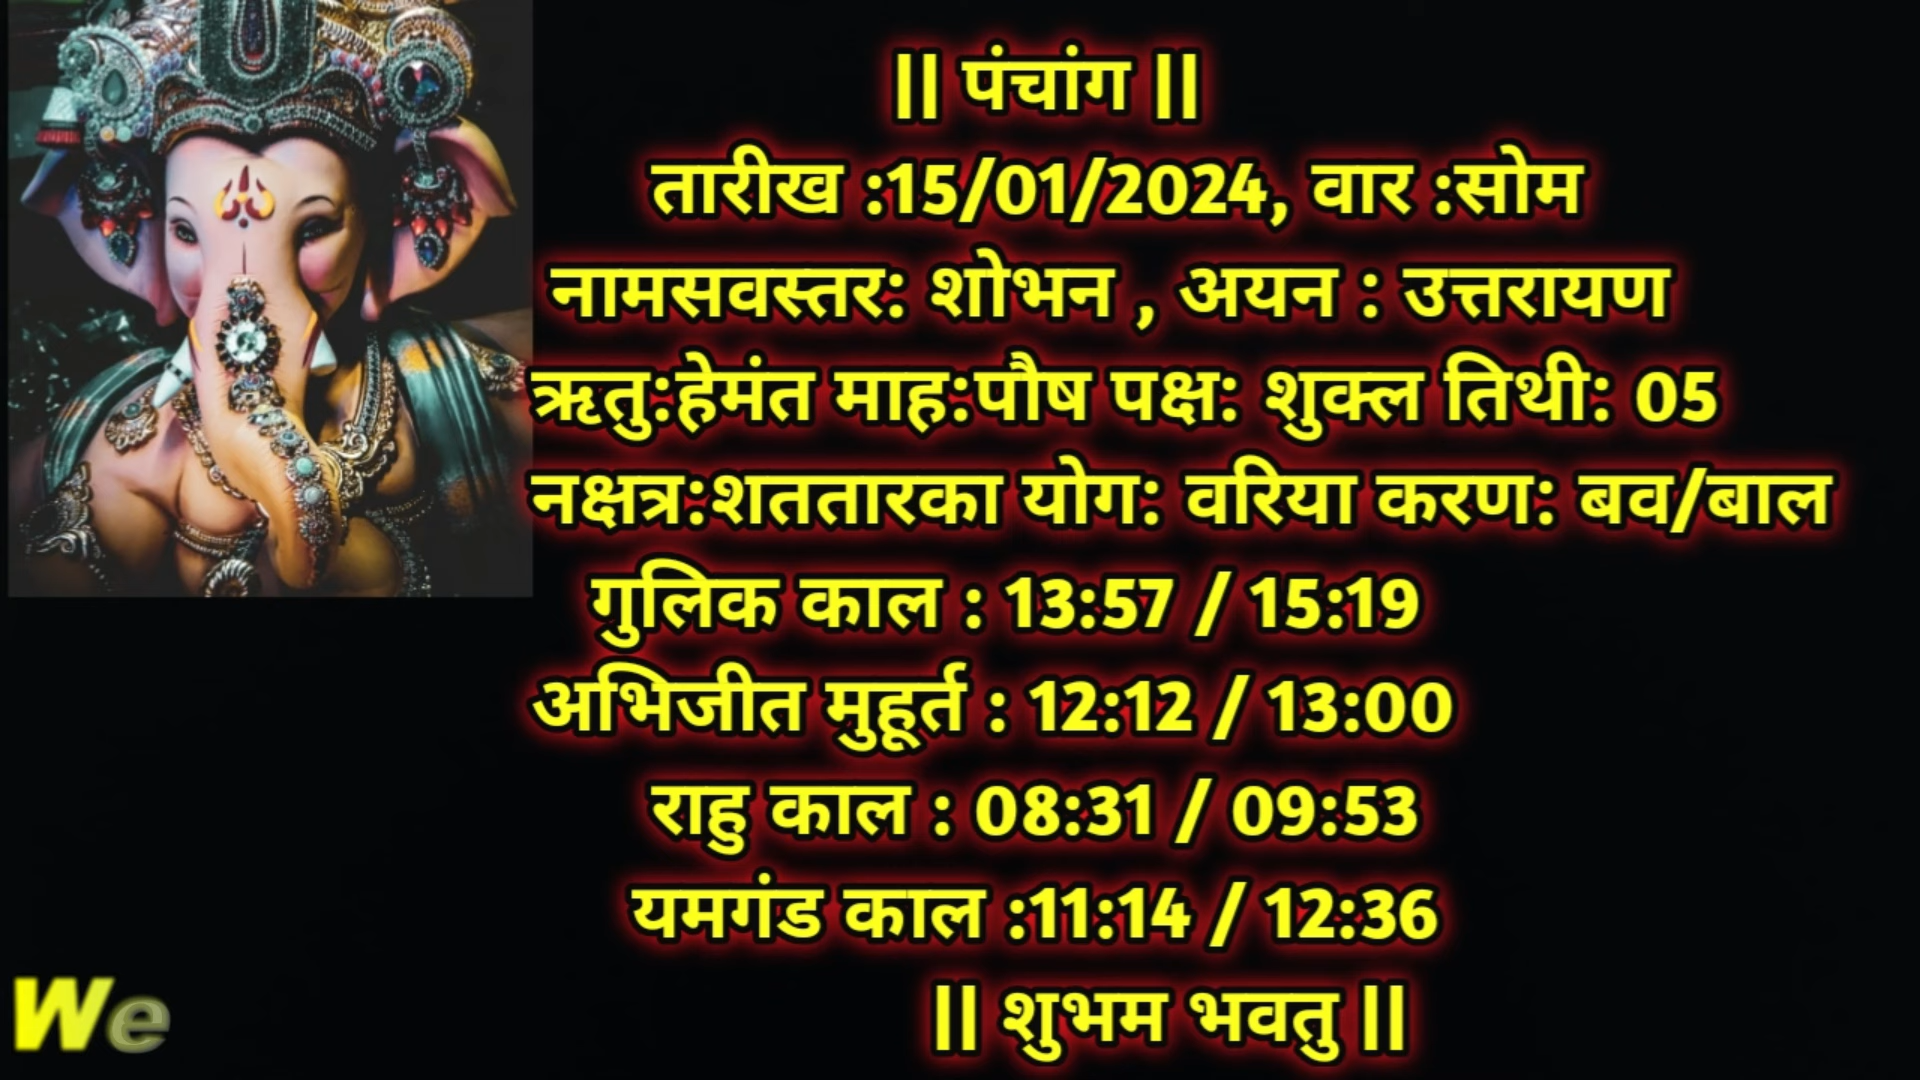 || पंचांग ||
तारीख :15/01/2024, वार :सोम
नामसवस्तर: शोभन , अयन : उत्तरायण
ऋतु:हेमंत माह:पौष पक्ष: शुक्ल तिथी: 05
नक्षत्र:शततारका योग: वरिया करण: बव/बाल
गुलिक काल : 13:57 / 15:19
अभिजीत मुहूर्त : 12:12 / 13:00
राहु काल : 08:31 / 09:53
यमगंड काल :11:14 / 12:36
|| शुभम भवतु ||
We